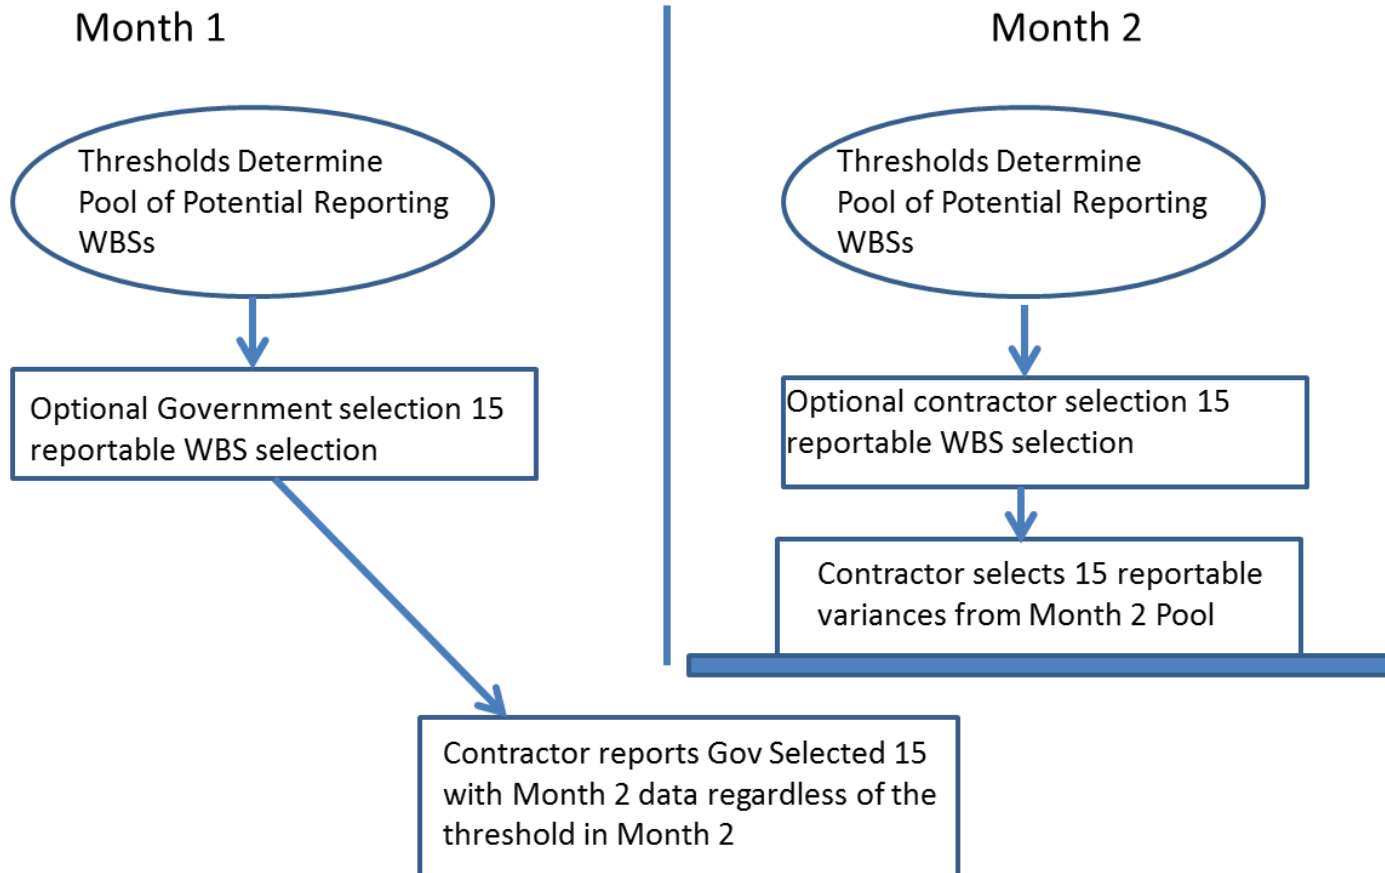 Month 1
Thresholds Determine
Pool of Potential Reporting
WBSs
Optional Government selection 15
reportable WBS selection
Month 2
Thresholds Determine
Pool of Potential Reporting
WBSs
Optional contractor selection 15
reportable WBS selection
Contractor selects 15 reportable
variances from Month 2 Pool
Contractor reports Gov Selected 15
with Month 2 data regardless of the
threshold in Month 2